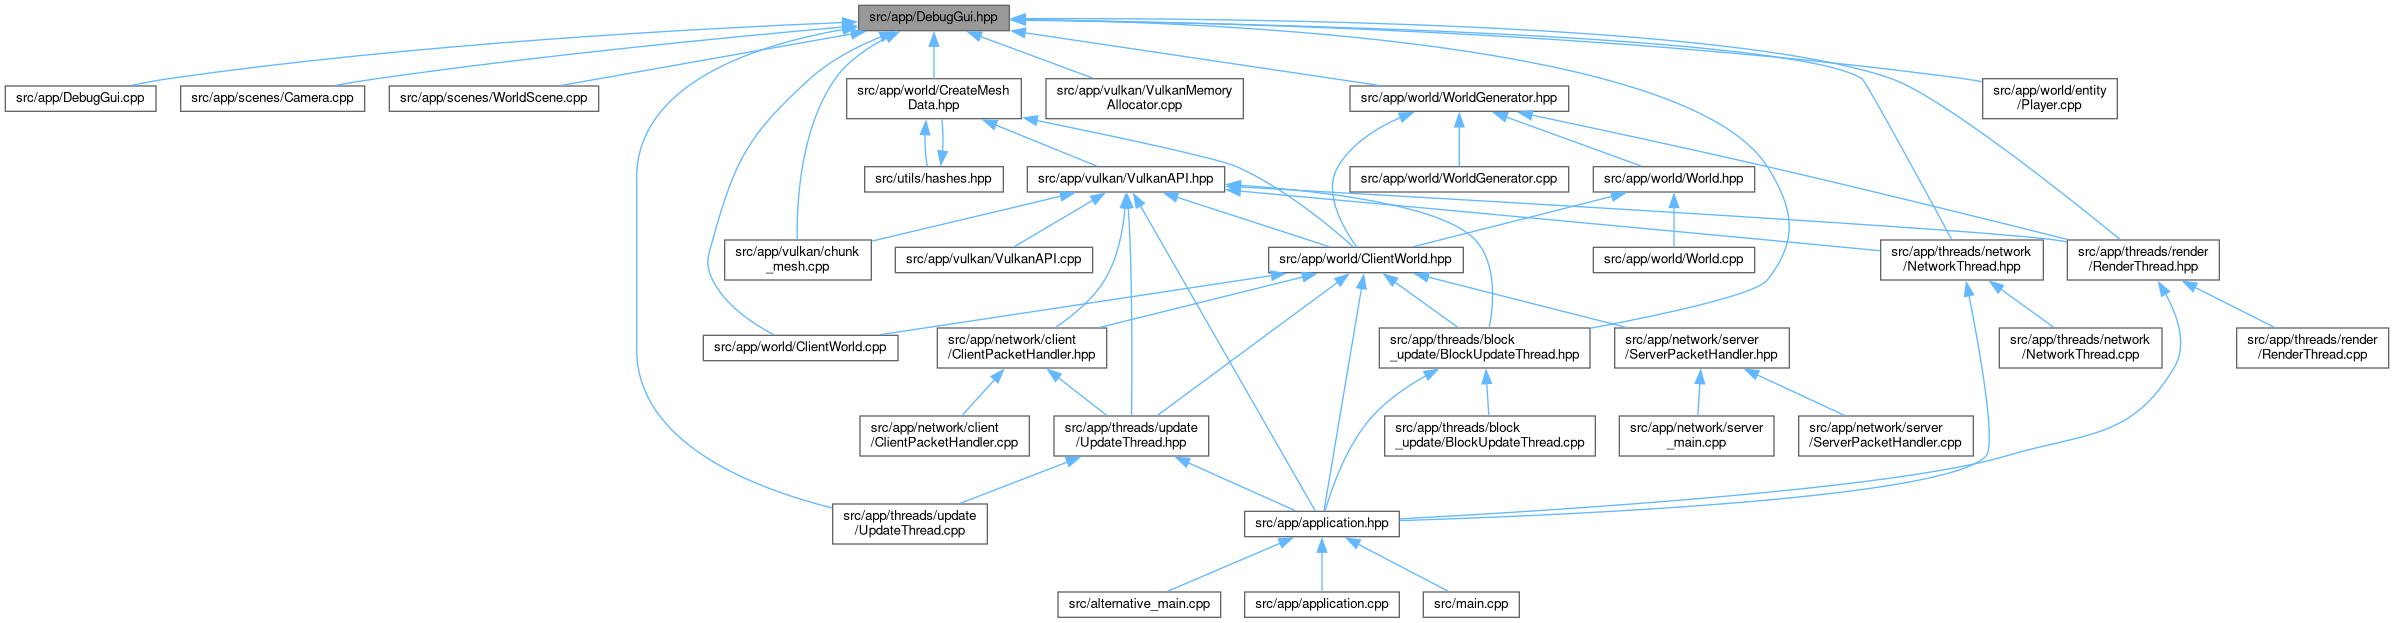 src/app/DebugGui.hpp
src/app/DebugGui.cpp
src/app/scenes/Camera.cpp
src/app/scenes/WorldScene.cpp
src/app/world/CreateMesh
Data.hpp
src/app/vulkan/VulkanMemory
Allocator.cpp
src/app/world/WorldGenerator.hpp
src/app/world/entity
/Player.cpp
src/utils/hashes.hpp
src/app/vulkan/VulkanAPI.hpp
src/app/world/WorldGenerator.cpp
src/app/world/World.hpp
src/app/vulkan/chunk
_mesh.cpp
src/app/vulkan/VulkanAPI.cpp
src/app/world/ClientWorld.hpp
src/app/world/World.cpp
src/app/threads/network
/NetworkThread.hpp
src/app/threads/render
/RenderThread.hpp
src/app/world/ClientWorld.cpp
src/app/network/client
/ClientPacketHandler.hpp
src/app/threads/block
_update/BlockUpdateThread.hpp
src/app/network/server
/ServerPacketHandler.hpp
src/app/threads/network
/NetworkThread.cpp
src/app/threads/render
/RenderThread.cpp
src/app/network/client
/ClientPacketHandler.cpp
src/app/threads/update
/UpdateThread.hpp
src/app/threads/block
_update/BlockUpdateThread.cpp
src/app/network/server
_main.cpp
src/app/network/server
/ServerPacketHandler.cpp
src/app/threads/update
/UpdateThread.cpp
src/app/application.hpp
src/alternative_main.cpp
src/app/application.cpp
src/main.cpp